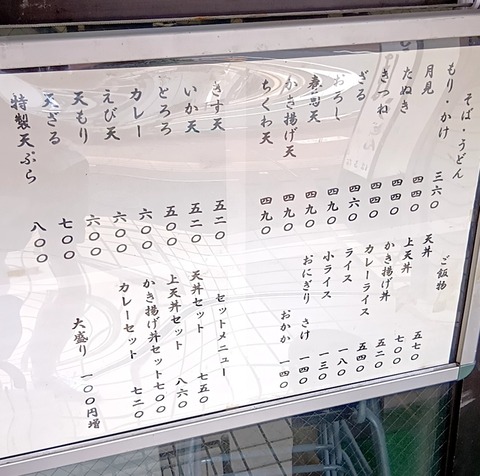 そば・うどん
もり・かけ 三六〇
月見 四四〇
たぬき 四四〇
きつね 四四〇
ざる 四六〇
おろし 四九〇
春菊天 四九〇
かき揚げ天 四九〇
ちくわ天 四九〇
きす天 五二〇
いか天 五二〇
とろろ 五〇〇
カレー 六〇〇
えび天 六〇〇
天もり 六〇〇
天ざる 七〇〇
特製天ぷら 八〇〇
ご飯物
天丼 五七〇
上天丼 七〇〇
かき揚げ丼 五二〇
カレーライス 五四〇
ライス 一八〇
小ライス 一三〇
おにぎり さけ 一四〇
おかか 一四〇
セットメニュー
天丼セット 七五〇
上天丼セット 八六〇
かき揚げ丼セット 七〇〇
カレーセット 七二〇
大盛り 一〇〇円増